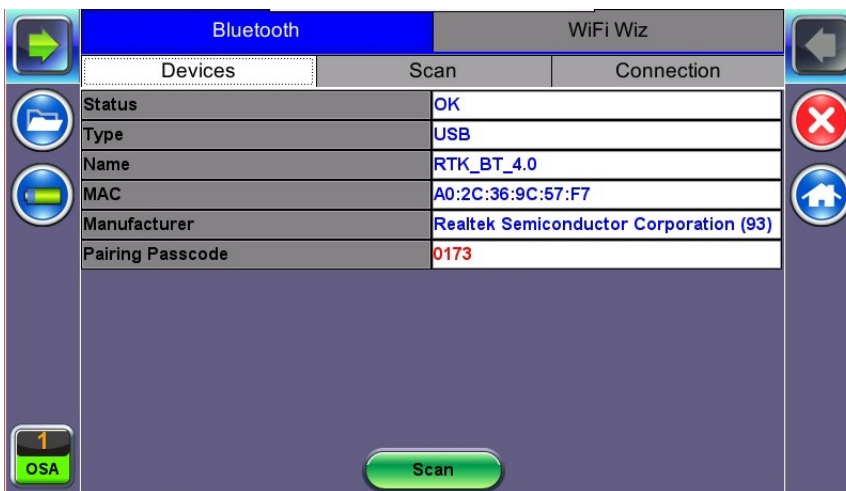 Bluetooth WiFi Wiz
Devices Scan Connection
Status OK
Type USB
Name RTK_BT_4.0
MAC A0:2C:36:9C:57:F7
Manufacturer Realtek Semiconductor Corporation (93)
Pairing Passcode 0173
1
OSA
Scan